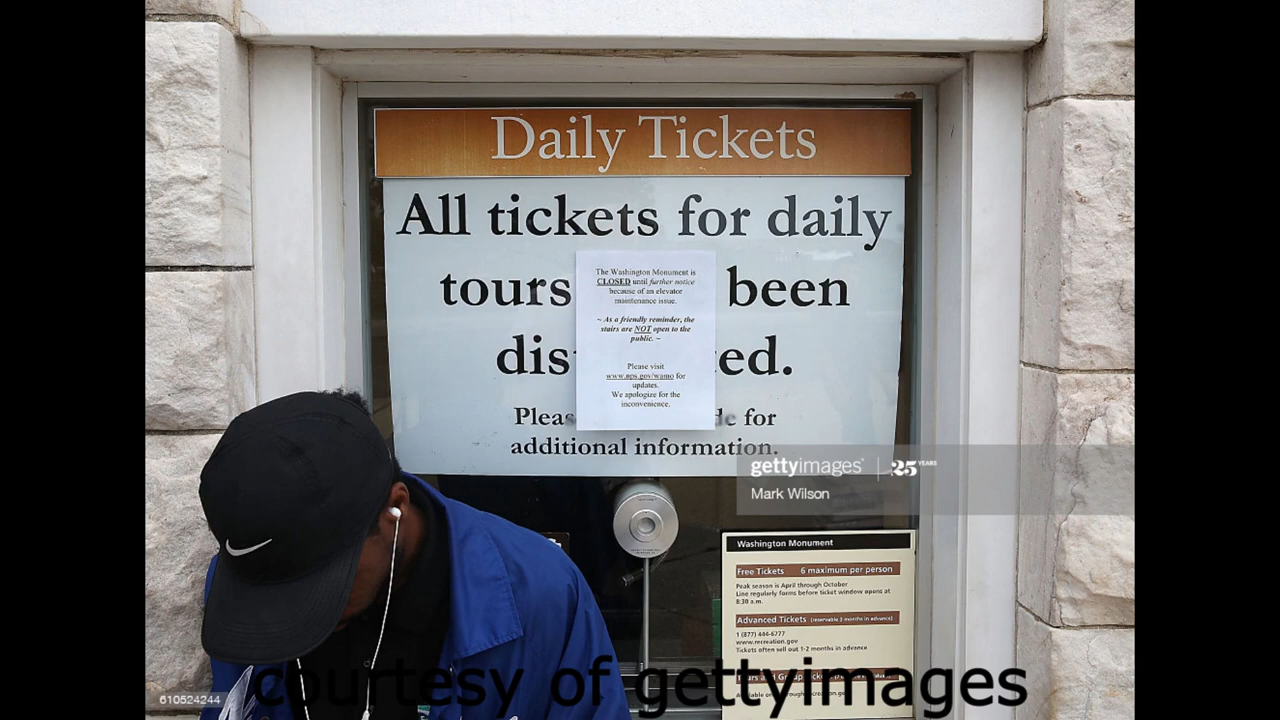 Daily Tickets
All tickets for daily
tours been
dis ed.
The Washington Monument is
CLOSED until further notice
because of an elevator
maintenance issue.
~ As a friendly reminder, the
stairs are NOT open to the
public. ~
Please visit
www.nps.gov/wamo for
updates.
We apologize for the
inconvenience.
Pleas de for
additional information.
gettyimages 25 YEARS
Mark Wilson
Washington Monument
Free Tickets 6 maximum per person
Peak season is April through October
Line regularly forms before ticket window opens at
8:30 a.m.
Advanced Tickets (reservable 3 months in advance)
1 (877) 444-6777
www.recreation.gov
Tickets often sell out 1-2 months in advance
courtesy of gettyimages
610524244